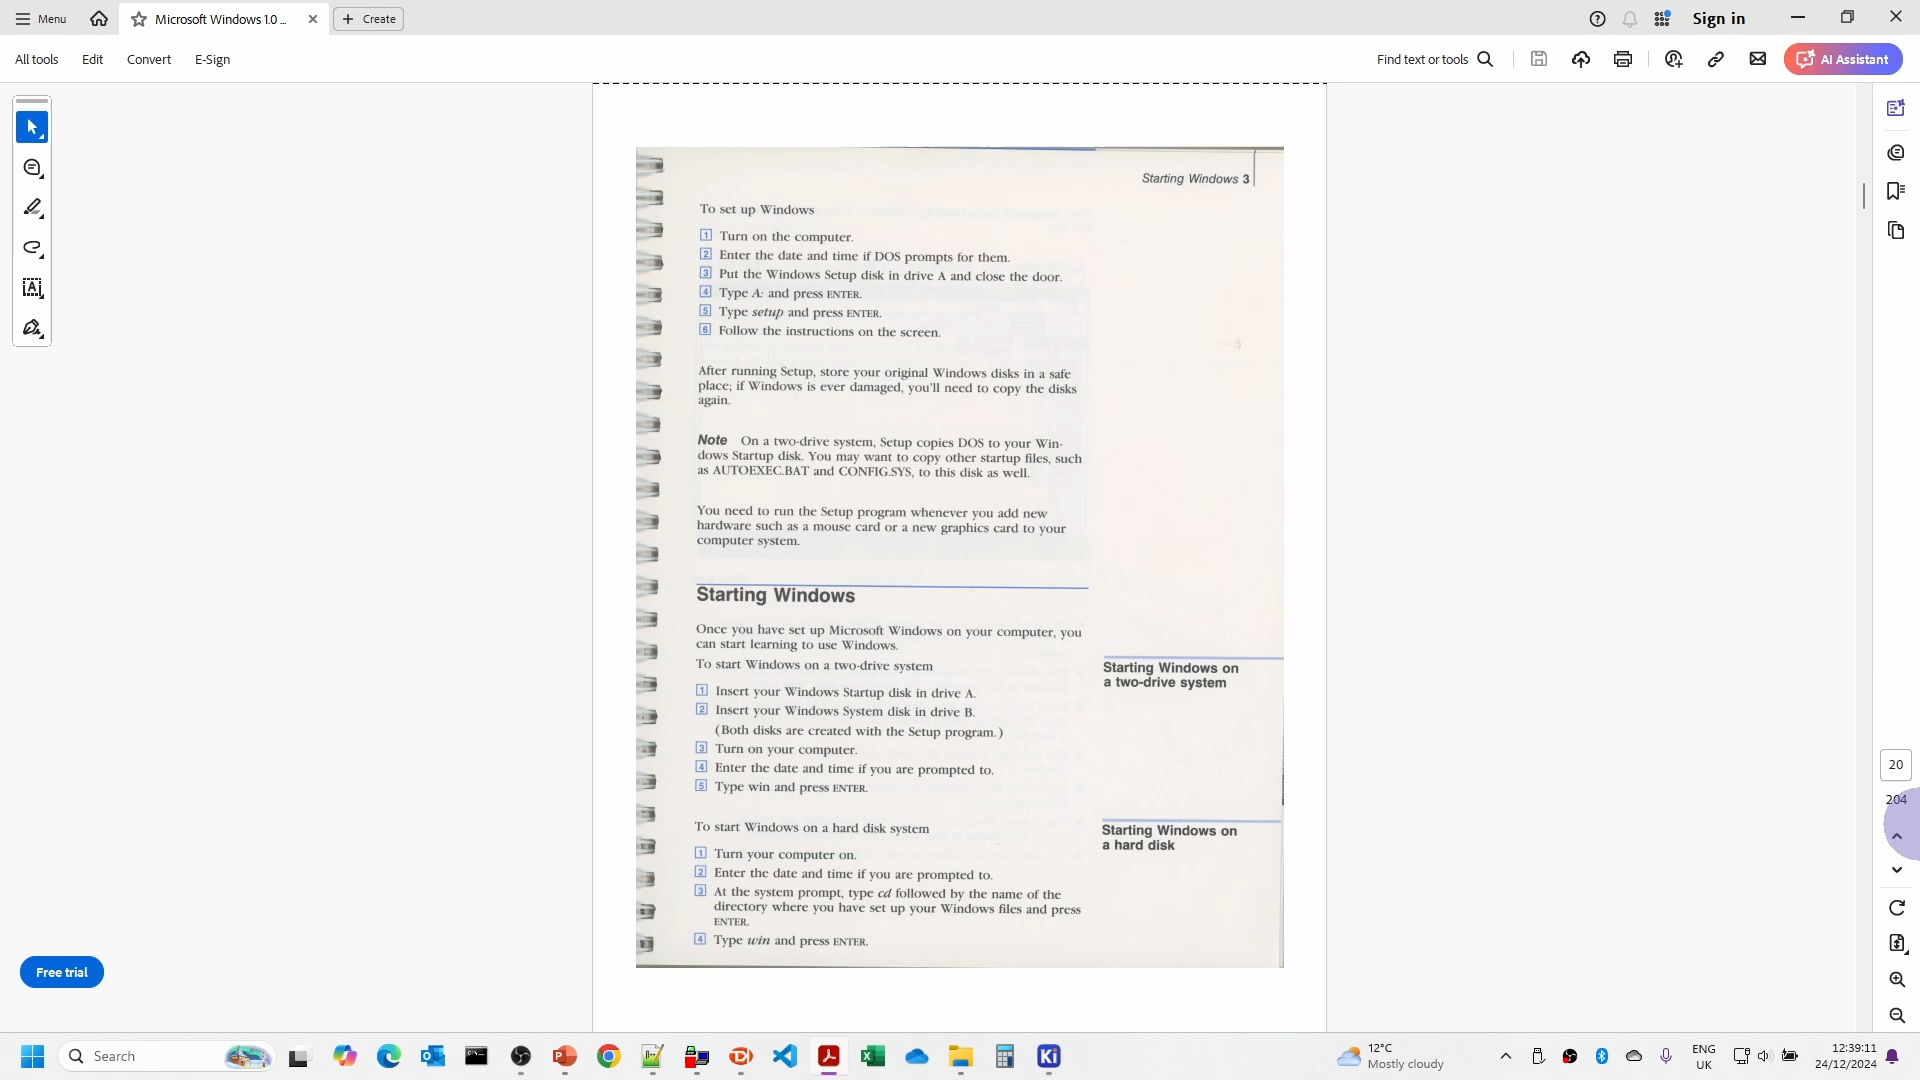 Menu
Microsoft Windows 1.0 ...
Create
Sign in
All tools
Edit
Convert
E-Sign
Find text or tools
AI Assistant
Starting Windows 3
To set up Windows
1 Turn on the computer.
2 Enter the date and time if DOS prompts for them.
3 Put the Windows Setup disk in drive A and close the door.
4 Type A: and press ENTER.
5 Type setup and press ENTER.
6 Follow the instructions on the screen.
After running Setup, store your original Windows disks in a safe
place; if Windows is ever damaged, you'll need to copy the disks
again.
Note On a two-drive system, Setup copies DOS to your Win-
dows Startup disk. You may want to copy other startup files, such
as AUTOEXEC.BAT and CONFIG.SYS, to this disk as well.
You need to run the Setup program whenever you add new
hardware such as a mouse card or a new graphics card to your
computer system.
Starting Windows
Once you have set up Microsoft Windows on your computer, you
can start learning to use Windows.
To start Windows on a two-drive system
Starting Windows on
a two-drive system
1 Insert your Windows Startup disk in drive A.
2 Insert your Windows System disk in drive B.
(Both disks are created with the Setup program.)
3 Turn on your computer.
4 Enter the date and time if you are prompted to.
5 Type win and press ENTER.
To start Windows on a hard disk system
Starting Windows on
a hard disk
1 Turn your computer on.
2 Enter the date and time if you are prompted to.
3 At the system prompt, type cd followed by the name of the
directory where you have set up your Windows files and press
ENTER.
4 Type win and press ENTER.
20
204
Free trial
Search
Ki
12°C
Mostly cloudy
ENG
UK
12:39:11
24/12/2024